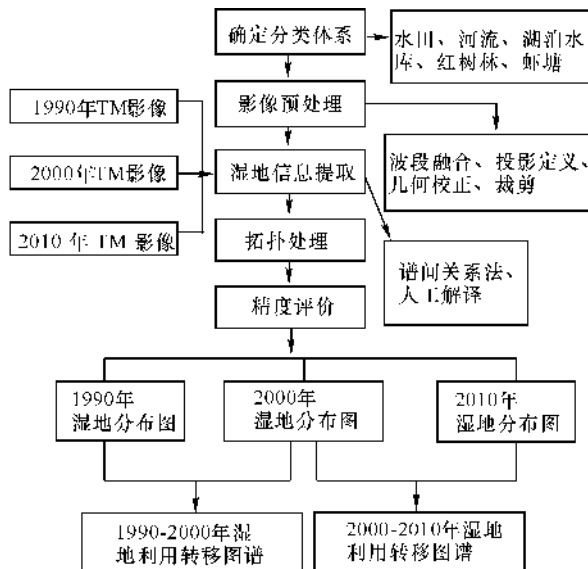 确定分类体系
水田、河流、湖泊水
库、红树林、虾塘
影像预处理
1990年TM影像
波段融合、投影定义、
几何校正、裁剪
2000年TM影像
湿地信息提取
2010年TM影像
拓扑处理
谱间关系法、
人工解译
精度评价
1990年
湿地分布图
2000年
湿地分布图
2010年
湿地分布图
1990-2000年湿
地利用转移图谱
2000-2010年湿地
利用转移图谱